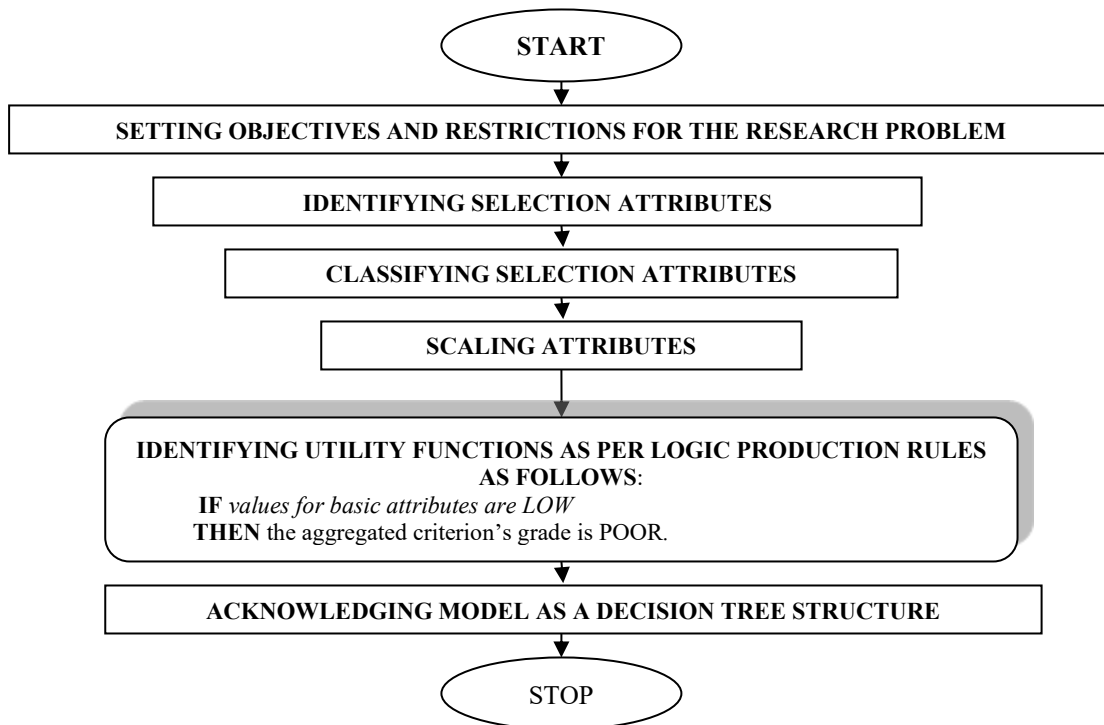 START
SETTING OBJECTIVES AND RESTRICTIONS FOR THE RESEARCH PROBLEM
IDENTIFYING SELECTION ATTRIBUTES
CLASSIFYING SELECTION ATTRIBUTES
SCALING ATTRIBUTES
IDENTIFYING UTILITY FUNCTIONS AS PER LOGIC PRODUCTION RULES
AS FOLLOWS:
IF values for basic attributes are LOW
THEN the aggregated criterion’s grade is POOR.
ACKNOWLEDGING MODEL AS A DECISION TREE STRUCTURE
STOP